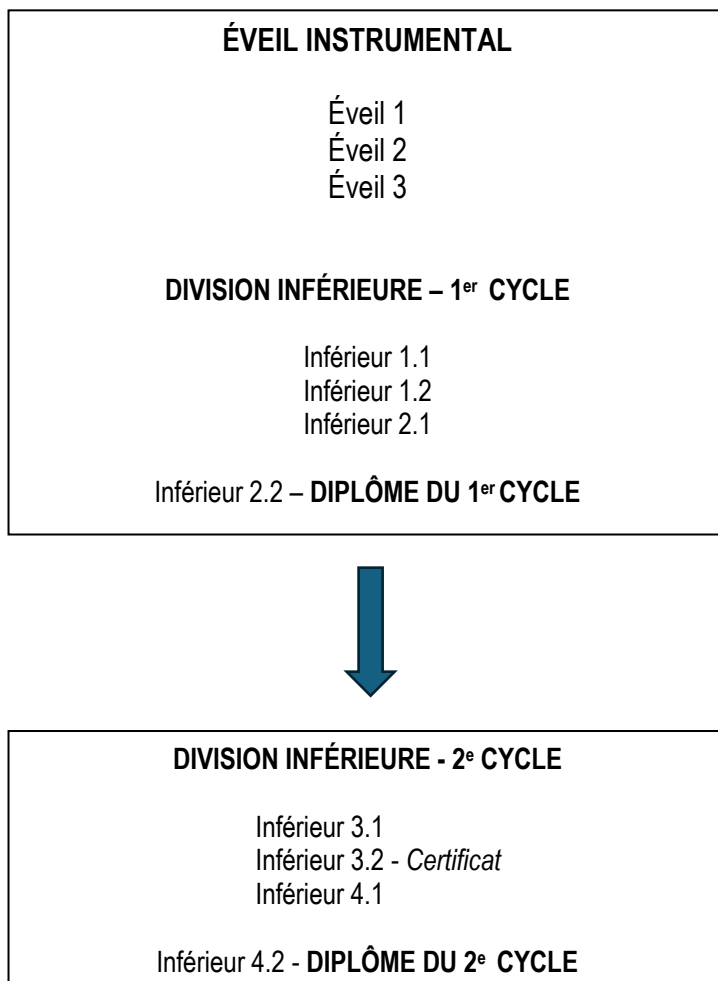 ÉVEIL INSTRUMENTAL
Éveil 1
Éveil 2
Éveil 3
DIVISION INFÉRIEURE – 1er CYCLE
Inférieur 1.1
Inférieur 1.2
Inférieur 2.1
Inférieur 2.2 – DIPLÔME DU 1er CYCLE
DIVISION INFÉRIEURE - 2e CYCLE
Inférieur 3.1
Inférieur 3.2 - Certificat
Inférieur 4.1
Inférieur 4.2 - DIPLÔME DU 2e CYCLE